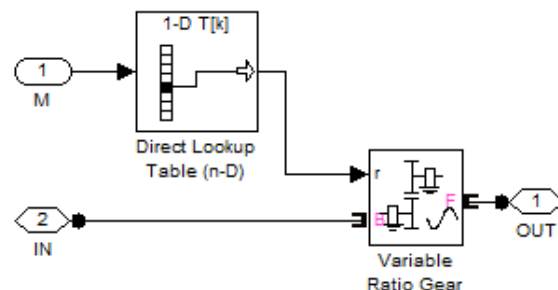 1-D T[k]
1
M
Direct Lookup
Table (n-D)
r
B
F
2
IN
1
OUT
Variable
Ratio Gear